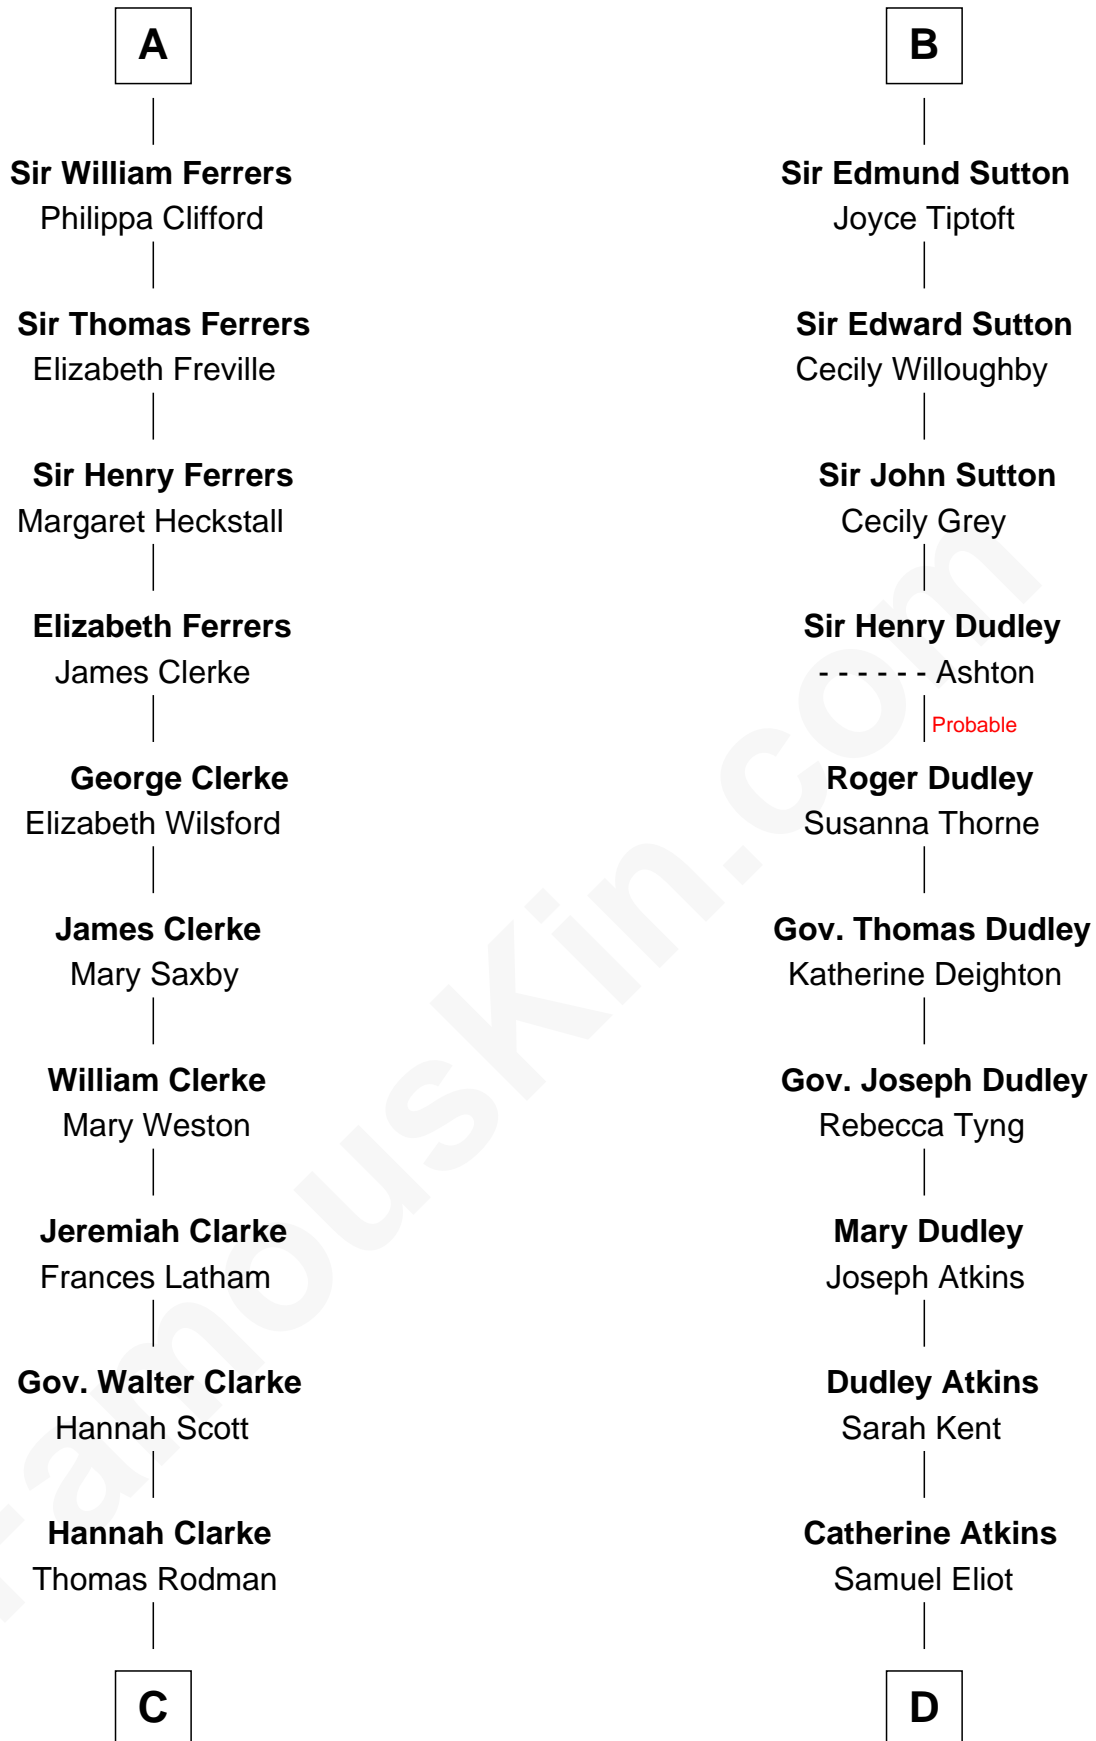 A
Sir William Ferrers
Philippa Clifford
Sir Thomas Ferrers
Elizabeth Freville
Sir Henry Ferrers
Margaret Heckstall
Elizabeth Ferrers
James Clerke
George Clerke
Elizabeth Wilsford
James Clerke
Mary Saxby
William Clerke
Mary Weston
Jeremiah Clarke
Frances Latham
Gov. Walter Clarke
Hannah Scott
Hannah Clarke
Thomas Rodman
C
B
Sir Edmund Sutton
Joyce Tiptoft
Sir Edward Sutton
Cecily Willoughby
Sir John Sutton
Cecily Grey
Sir Henry Dudley
- - - - - - Ashton
Probable
Roger Dudley
Susanna Thorne
Gov. Thomas Dudley
Katherine Deighton
Gov. Joseph Dudley
Rebecca Tyng
Mary Dudley
Joseph Atkins
Dudley Atkins
Sarah Kent
Catherine Atkins
Samuel Eliot
D
FamousKin.com